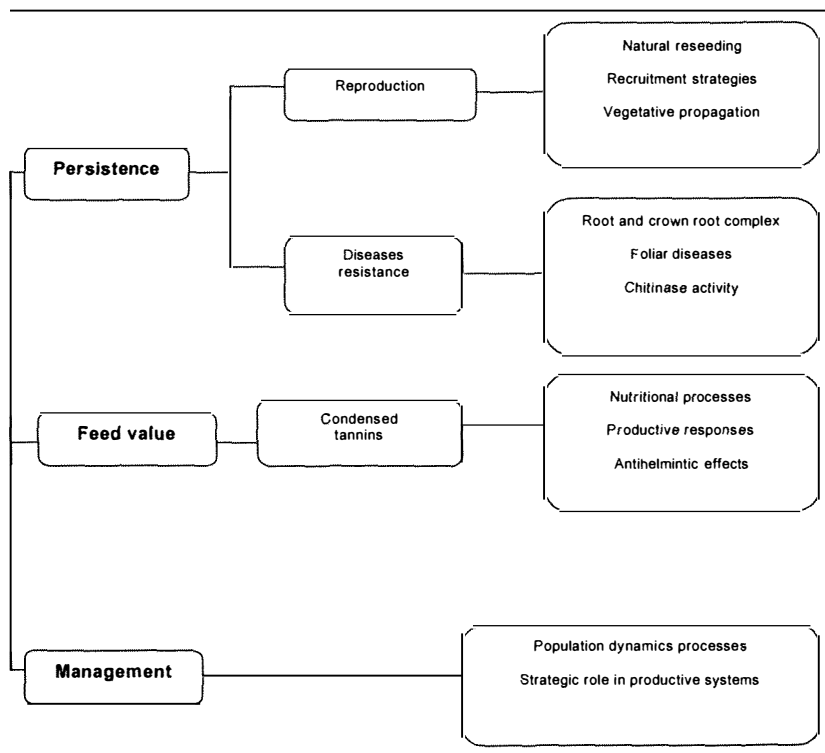 Persistence
Reproduction
Natural reseeding
Recruitment strategies
Vegetative propagation
Diseases
resistance
Root and crown root complex
Foliar diseases
Chitinase activity
Feed value
Condensed
tannins
Nutritional processes
Productive responses
Antihelmintic effects
Management
Population dynamics processes
Strategic role in productive systems